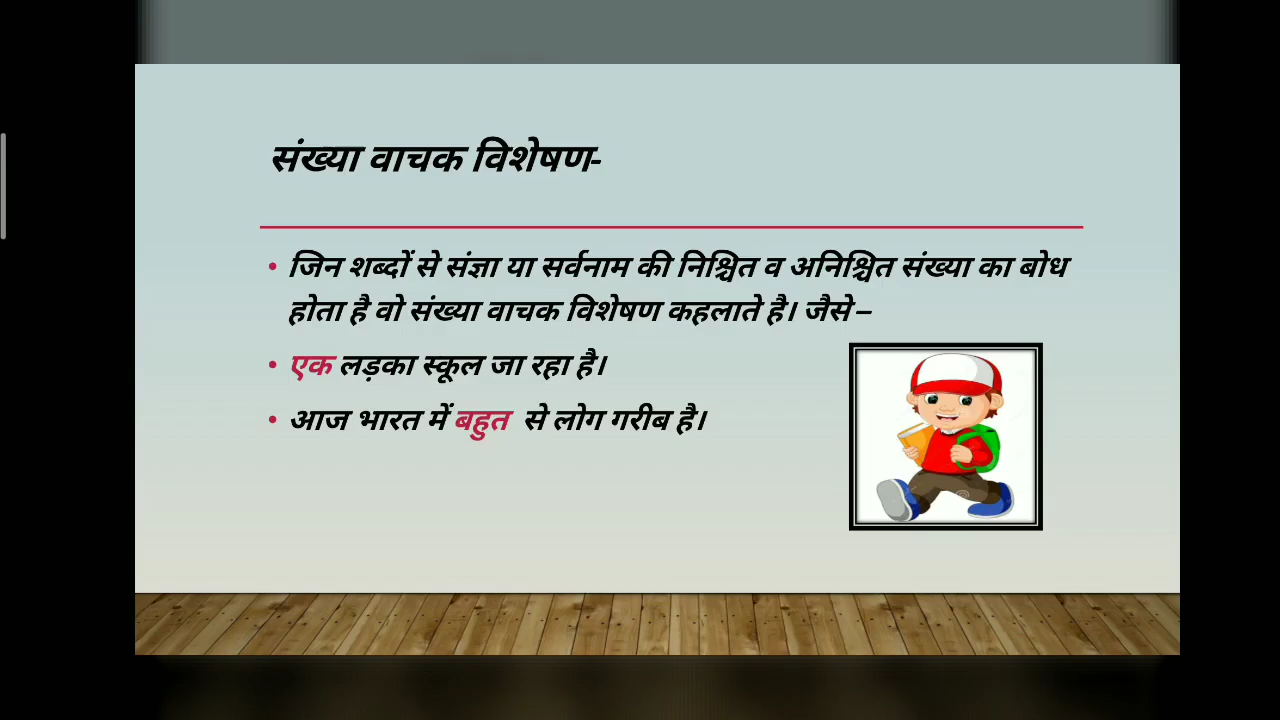 संख्या वाचक विशेषण-
• जिन शब्दों से संज्ञा या सर्वनाम की निश्चित व अनिश्चित संख्या का बोध
होता है वो संख्या वाचक विशेषण कहलाते है। जैसे –
• एक लड़का स्कूल जा रहा है।
• आज भारत में बहुत से लोग गरीब है।